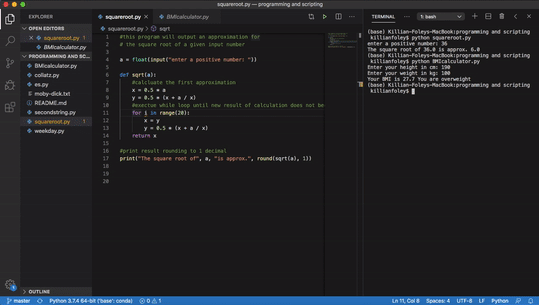 squareroot.py — programming and scripting
EXPLORER
OPEN EDITORS
squareroot.py 1
BMIcalculator.py
PROGRAMMING AND SC...
BMIcalculator.py
collatz.py
es.py
moby-dick.txt
README.md
secondstring.py
squareroot.py 1
weekday.py
OUTLINE
squareroot.py
BMIcalculator.py
squareroot.py > sqrt
1 #this program will output an approximation for
2 # the square root of a given input number
3
4 a = float(input("enter a positive number: "))
5
6 def sqrt(a):
7 #calculate the first approximation
8 x = 0.5 * a
9 y = 0.5 * (x + a / x)
10 #execture while loop until new result of calculation does not be
11 for i in range(20):
12 x = y
13 y = 0.5 * (x + a / x)
14 return x
15
16 #print result rounding to 1 decimal
17 print("The square root of", a, "is approx.", round(sqrt(a), 1))
18
19
20
TERMINAL
1: bash
(base) Killian-Foleys-MacBook:programming and scripting
killianfoley$ python squareroot.py
enter a positive number: 36
The square root of 36.0 is approx. 6.0
(base) Killian-Foleys-MacBook:programming and scripting
killianfoley$ python BMIcalculator.py
Enter your height in cm: 190
Enter your weight in kg: 100
Your BMI is 27.7 You are overweight
(base) Killian-Foleys-MacBook:programming and scripting
killianfoley$
master
Python 3.7.4 64-bit ('base': conda)
0 1
Ln 11, Col 8
Spaces: 4
UTF-8
LF
Python